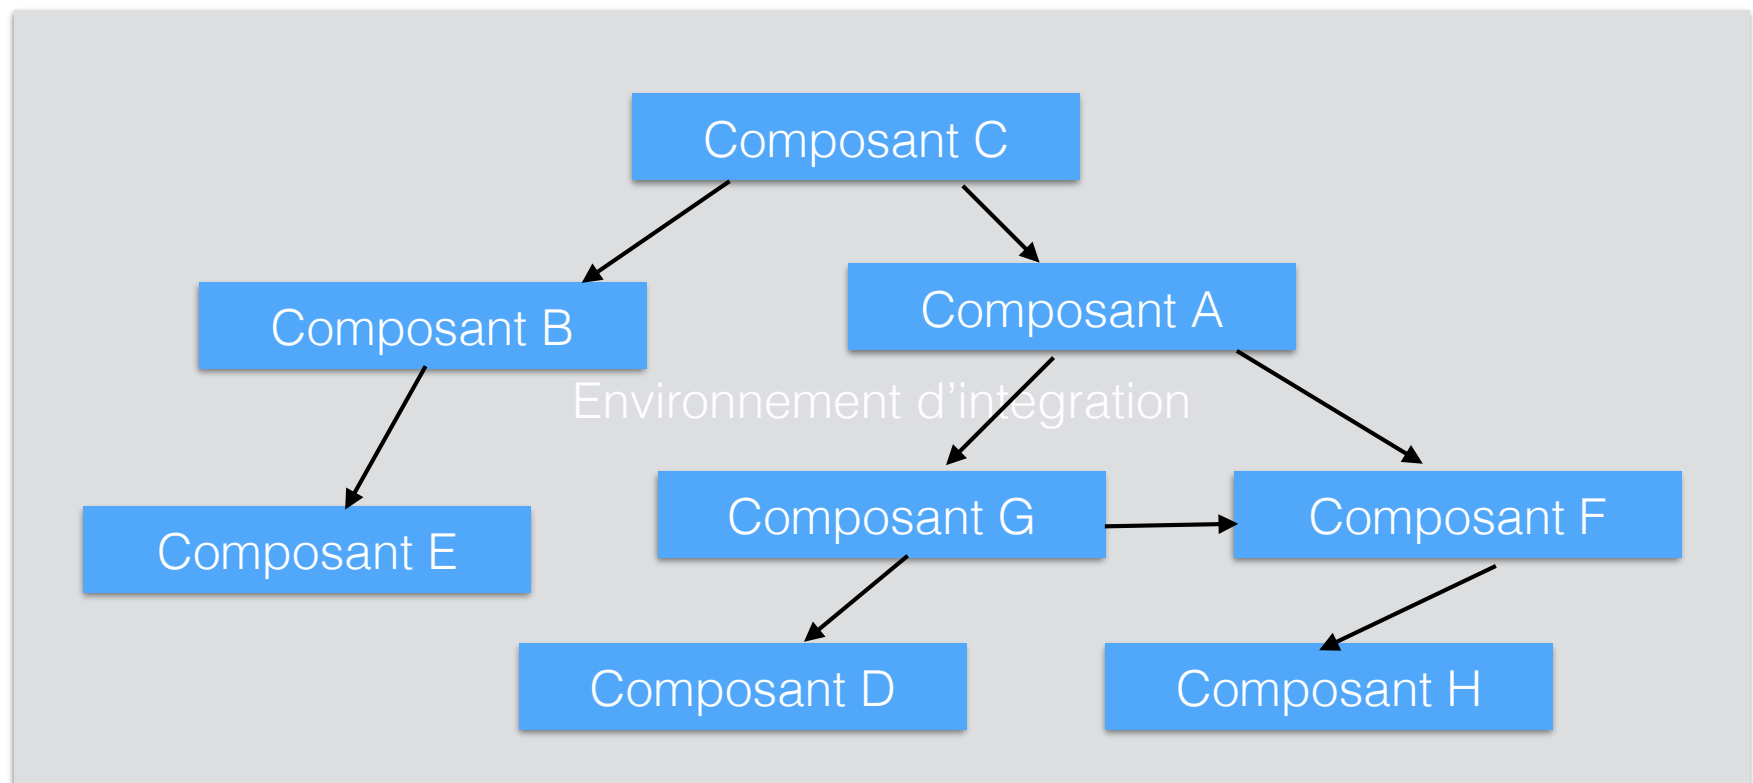 Composant C
Composant A
Composant B
Environnement d'intégration
Composant G
Composant F
Composant E
Composant D
Composant H